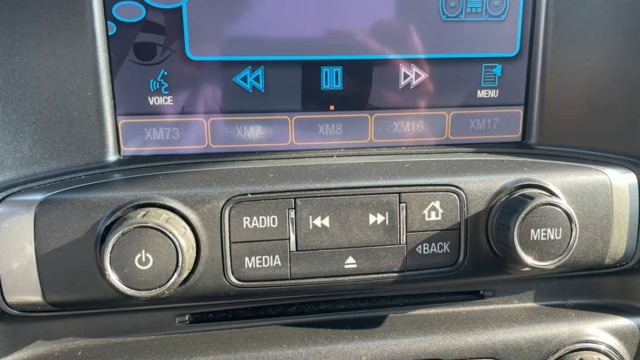 VOICE MENU
XM73 XM7 XM8 XM16 XM17
RADIO
MEDIA BACK MENU